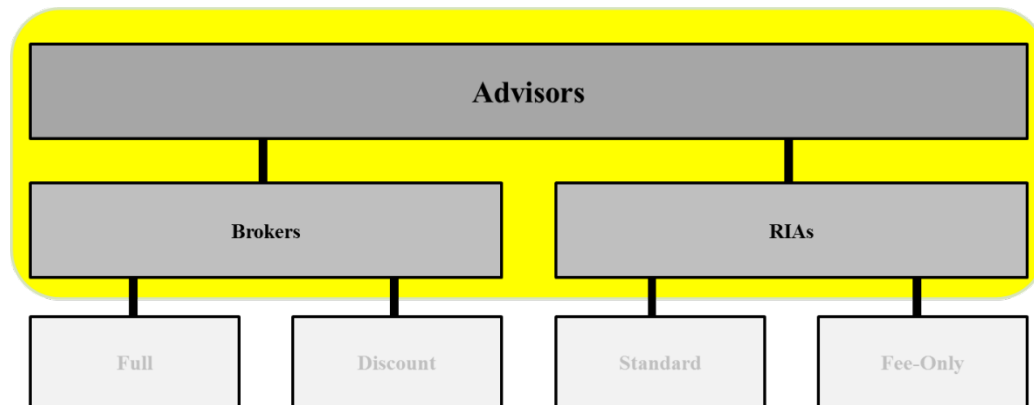 Advisors
Brokers
RIAs
Full
Discount
Standard
Fee-Only